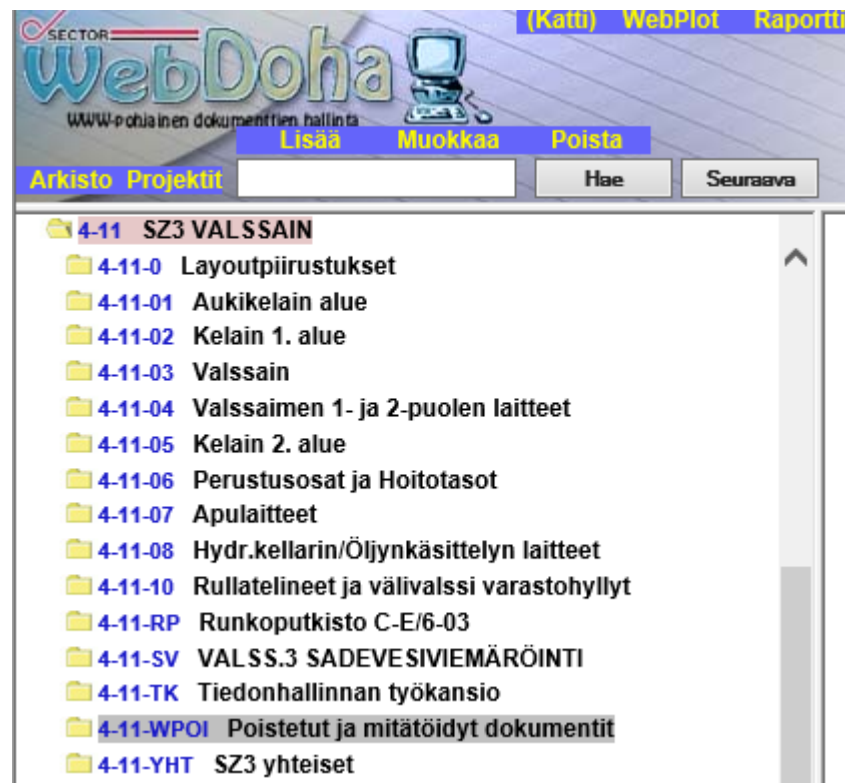 (Katti) WebPlot Raportti
SECTOR
WebDoha
WWW-pohjainen dokumenttien hallinta
Lisää Muokkaa Poista
Arkisto Projektit Hae Seuraava
4-11 SZ3 VALSSAIN
4-11-0 Layoutpiirustukset
4-11-01 Aukikelain alue
4-11-02 Kelain 1. alue
4-11-03 Valssain
4-11-04 Valssaimen 1- ja 2-puolen laitteet
4-11-05 Kelain 2. alue
4-11-06 Perustusosat ja Hoitotasot
4-11-07 Apulaitteet
4-11-08 Hydr.kellarin/Öljynkäsittelyn laitteet
4-11-10 Rullatelineet ja välivalssi varastohyllyt
4-11-RP Runkoputkisto C-E/6-03
4-11-SV VALSS.3 SADEVESIVIEMÄRÖINTI
4-11-TK Tiedonhallinnan työkansio
4-11-WPOI Poistetut ja mitätöidyt dokumentit
4-11-YHT SZ3 yhteiset